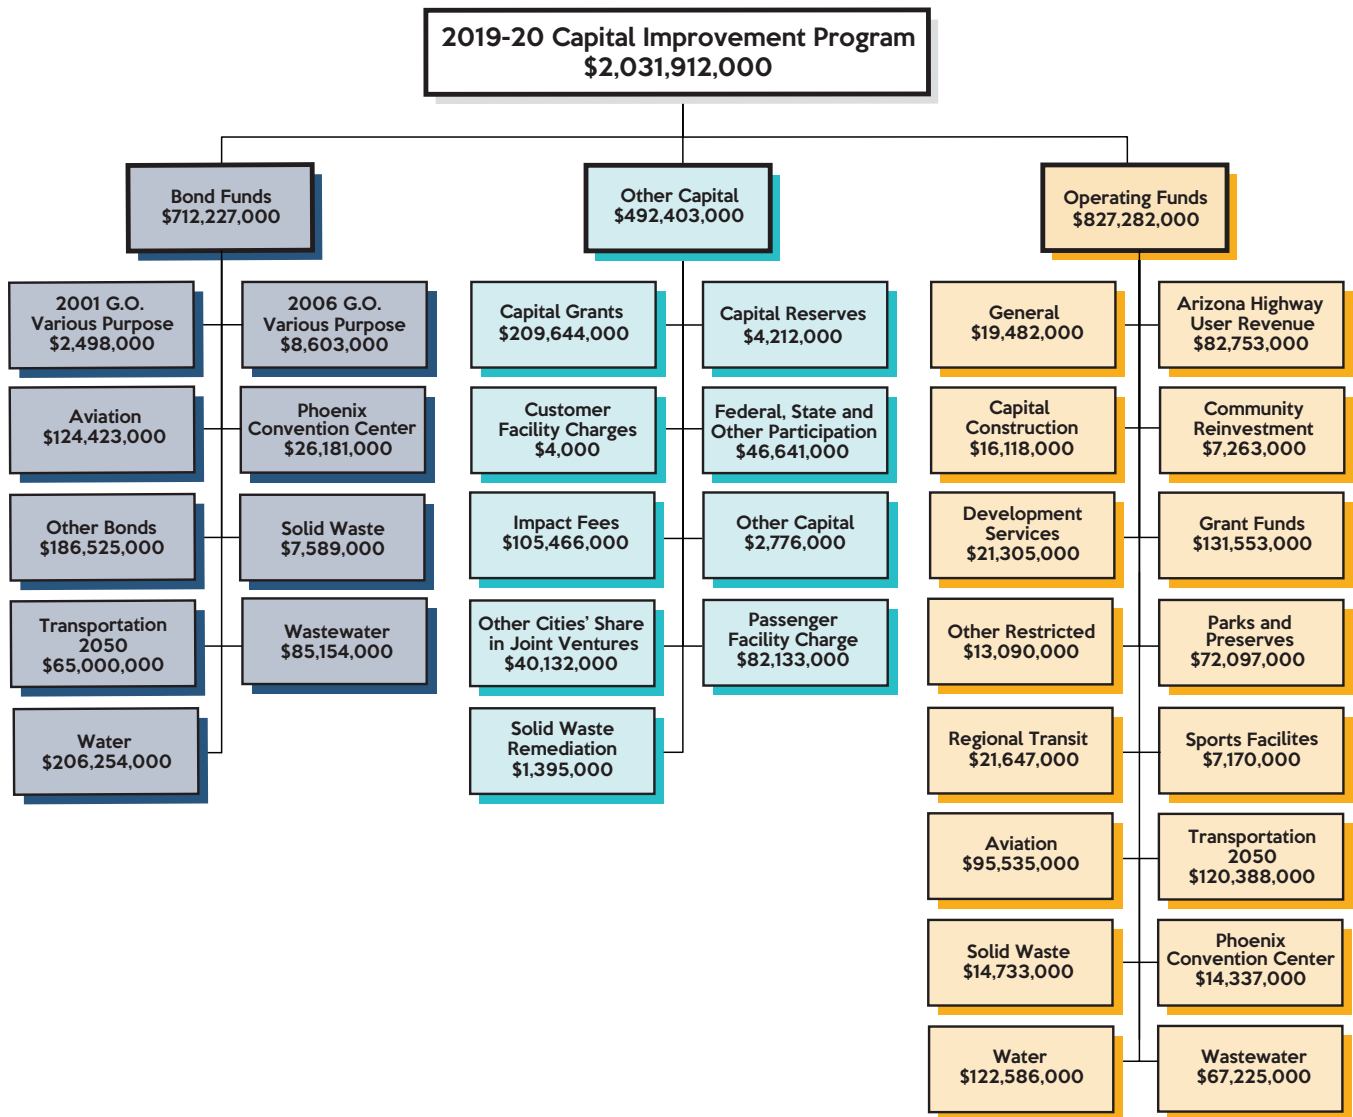 2019-20 Capital Improvement Program
$2,031,912,000
Bond Funds
$712,227,000
2001 G.O.
Various Purpose
$2,498,000
2006 G.O.
Various Purpose
$8,603,000
Aviation
$124,423,000
Phoenix
Convention Center
$26,181,000
Other Bonds
$186,525,000
Solid Waste
$7,589,000
Transportation
2050
$65,000,000
Wastewater
$85,154,000
Water
$206,254,000
Other Capital
$492,403,000
Capital Grants
$209,644,000
Capital Reserves
$4,212,000
Customer
Facility Charges
$4,000
Federal, State and
Other Participation
$46,641,000
Impact Fees
$105,466,000
Other Capital
$2,776,000
Other Cities’ Share
in Joint Ventures
$40,132,000
Passenger
Facility Charge
$82,133,000
Solid Waste
Remediation
$1,395,000
Operating Funds
$827,282,000
General
$19,482,000
Arizona Highway
User Revenue
$82,753,000
Capital
Construction
$16,118,000
Community
Reinvestment
$7,263,000
Development
Services
$21,305,000
Grant Funds
$131,553,000
Other Restricted
$13,090,000
Parks and
Preserves
$72,097,000
Regional Transit
$21,647,000
Sports Facilites
$7,170,000
Aviation
$95,535,000
Transportation
2050
$120,388,000
Solid Waste
$14,733,000
Phoenix
Convention Center
$14,337,000
Water
$122,586,000
Wastewater
$67,225,000